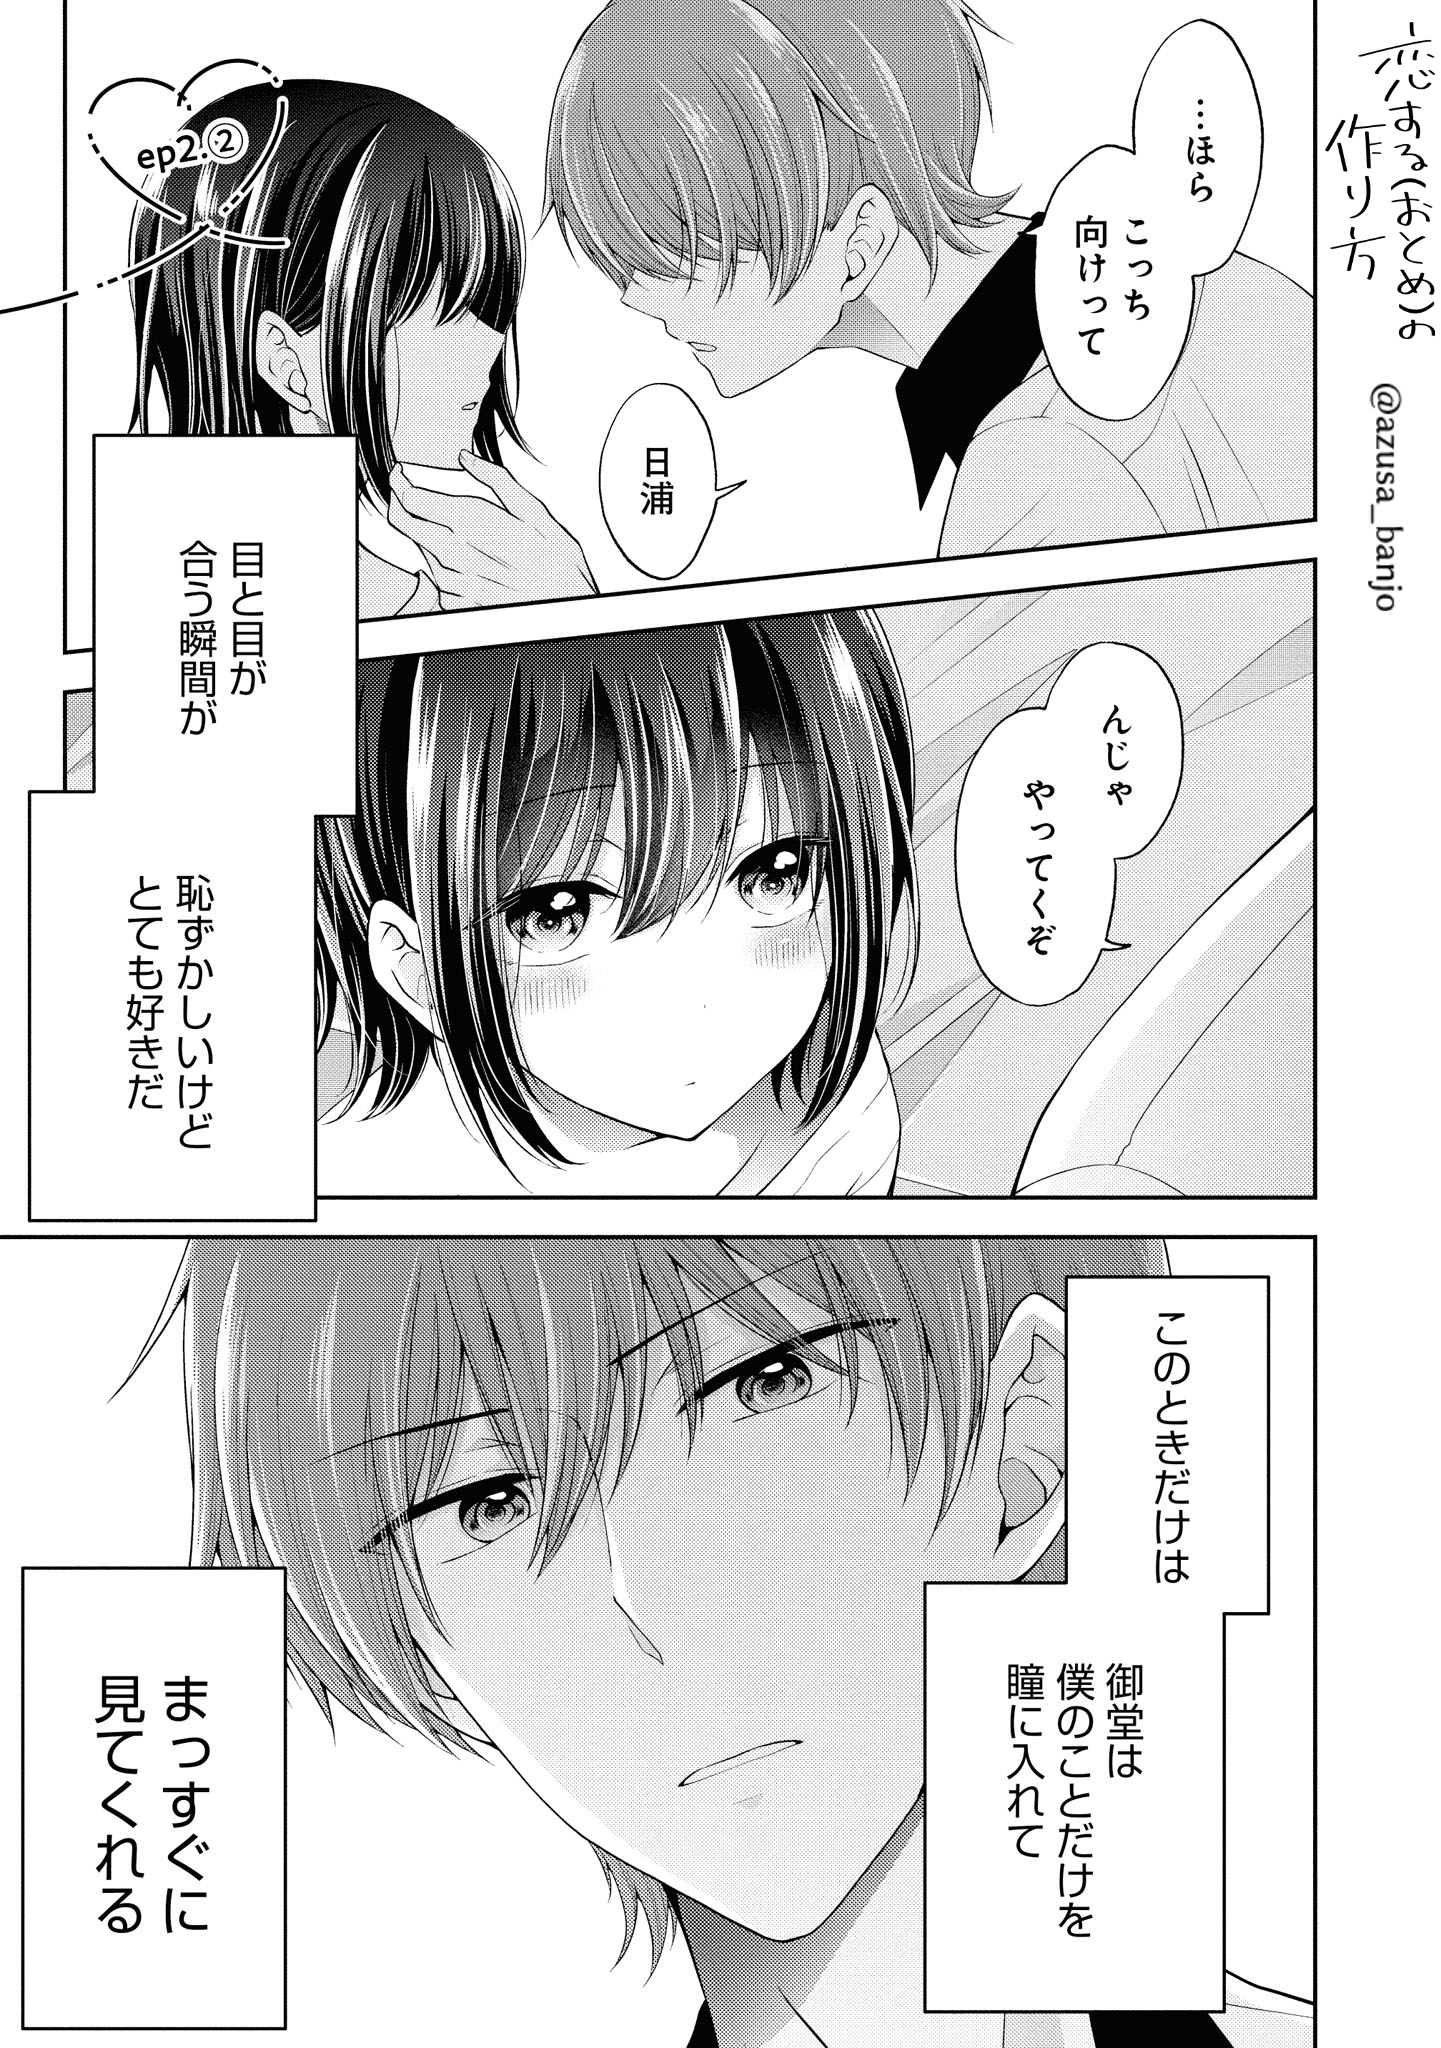 恋する(おとめ)の
作り方
@azusa_banjo
ep2.②
…ほら
こっち
向けって
日浦
目と目が
合う瞬間が
んじゃ
やってくぞ
恥ずかしいけど
とても好きだ
このときだけは
御堂は
僕のことだけを
瞳に入れて
まっすぐに
見てくれる